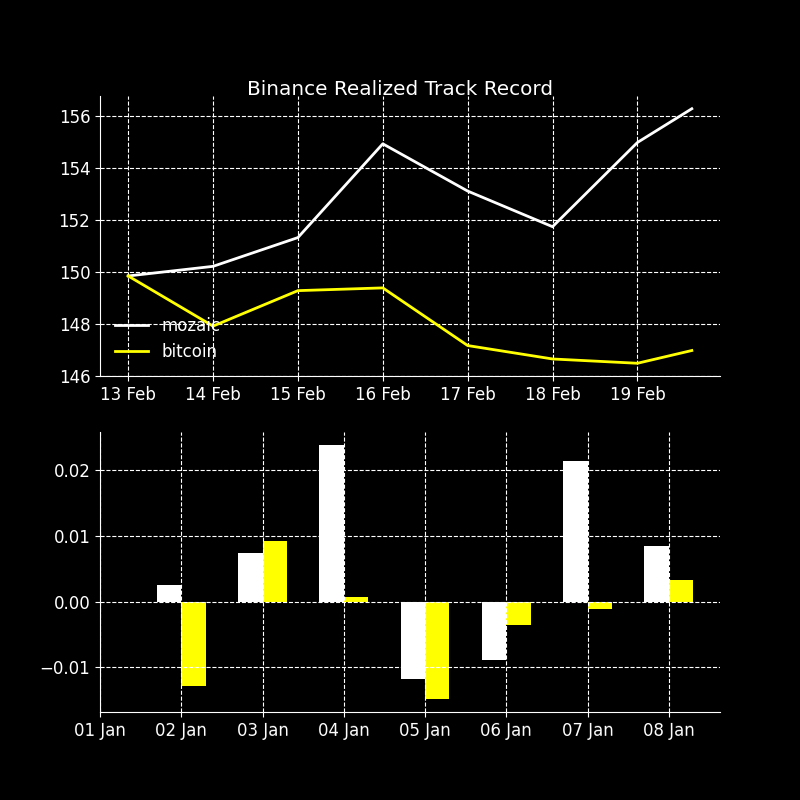 Binance Realized Track Record
156
154
152
150
148
146
mozaic
bitcoin
13 Feb 14 Feb 15 Feb 16 Feb 17 Feb 18 Feb 19 Feb
0.02
0.01
0.00
−0.01
01 Jan 02 Jan 03 Jan 04 Jan 05 Jan 06 Jan 07 Jan 08 Jan